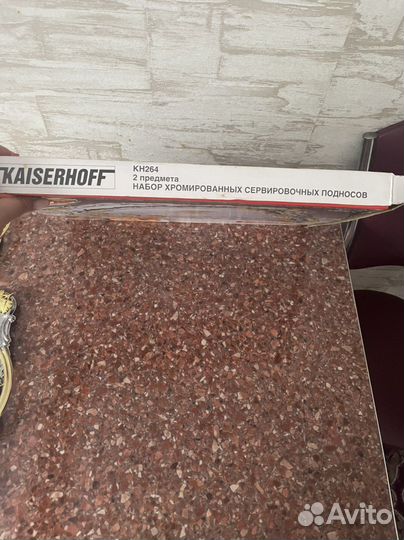 KAISERHOFF
KH264
2 предмета
НАБОР ХРОМИРОВАННЫХ СЕРВИРОВОЧНЫХ ПОДНОСОВ
Avito